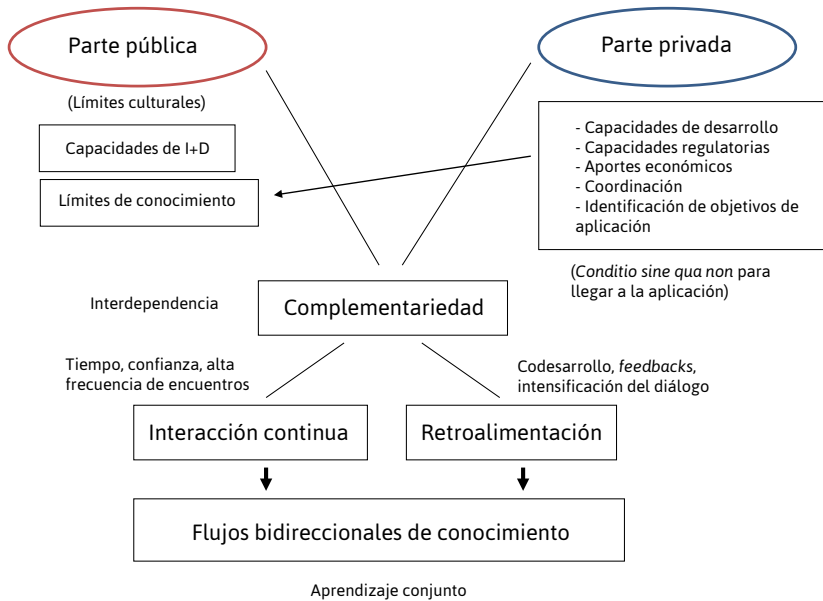 Parte pública
Parte privada
(Límites culturales)
Capacidades de I+D
Límites de conocimiento
- Capacidades de desarrollo
- Capacidades regulatorias
- Aportes económicos
- Coordinación
- Identificación de objetivos de
aplicación
(Conditio sine qua non para
llegar a la aplicación)
Interdependencia
Complementariedad
Tiempo, confianza, alta
frecuencia de encuentros
Codesarrollo, feedbacks,
intensificación del diálogo
Interacción continua
Retroalimentación
Flujos bidireccionales de conocimiento
Aprendizaje conjunto